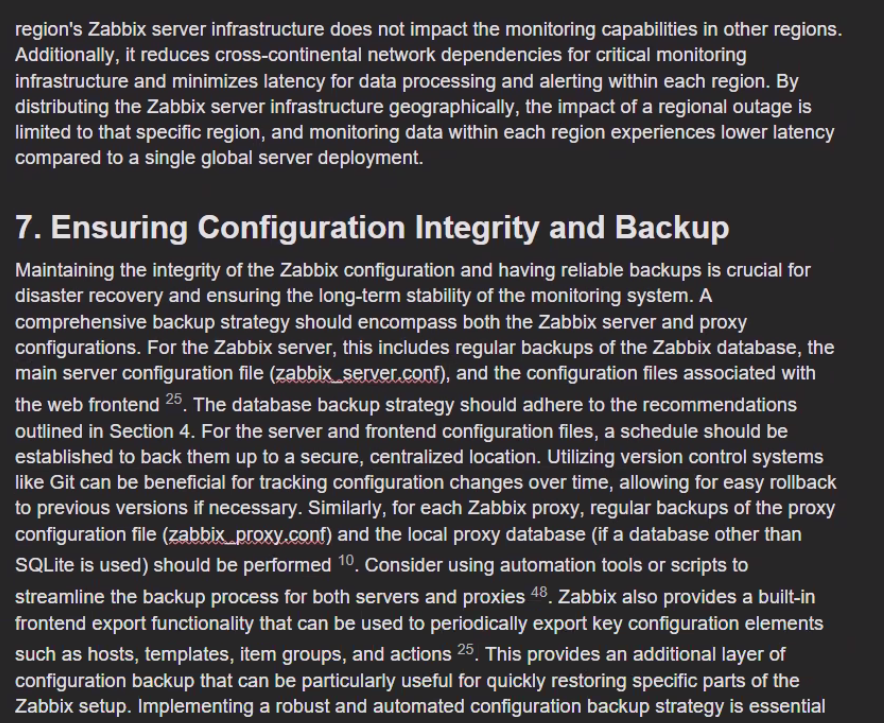 region's Zabbix server infrastructure does not impact the monitoring capabilities in other regions.
Additionally, it reduces cross-continental network dependencies for critical monitoring
infrastructure and minimizes latency for data processing and alerting within each region. By
distributing the Zabbix server infrastructure geographically, the impact of a regional outage is
limited to that specific region, and monitoring data within each region experiences lower latency
compared to a single global server deployment.
7. Ensuring Configuration Integrity and Backup
Maintaining the integrity of the Zabbix configuration and having reliable backups is crucial for
disaster recovery and ensuring the long-term stability of the monitoring system. A
comprehensive backup strategy should encompass both the Zabbix server and proxy
configurations. For the Zabbix server, this includes regular backups of the Zabbix database, the
main server configuration file (zabbix_server.conf), and the configuration files associated with
the web frontend 25. The database backup strategy should adhere to the recommendations
outlined in Section 4. For the server and frontend configuration files, a schedule should be
established to back them up to a secure, centralized location. Utilizing version control systems
like Git can be beneficial for tracking configuration changes over time, allowing for easy rollback
to previous versions if necessary. Similarly, for each Zabbix proxy, regular backups of the proxy
configuration file (zabbix_proxy.conf) and the local proxy database (if a database other than
SQLite is used) should be performed 10. Consider using automation tools or scripts to
streamline the backup process for both servers and proxies 48. Zabbix also provides a built-in
frontend export functionality that can be used to periodically export key configuration elements
such as hosts, templates, item groups, and actions 25. This provides an additional layer of
configuration backup that can be particularly useful for quickly restoring specific parts of the
Zabbix setup. Implementing a robust and automated configuration backup strategy is essential